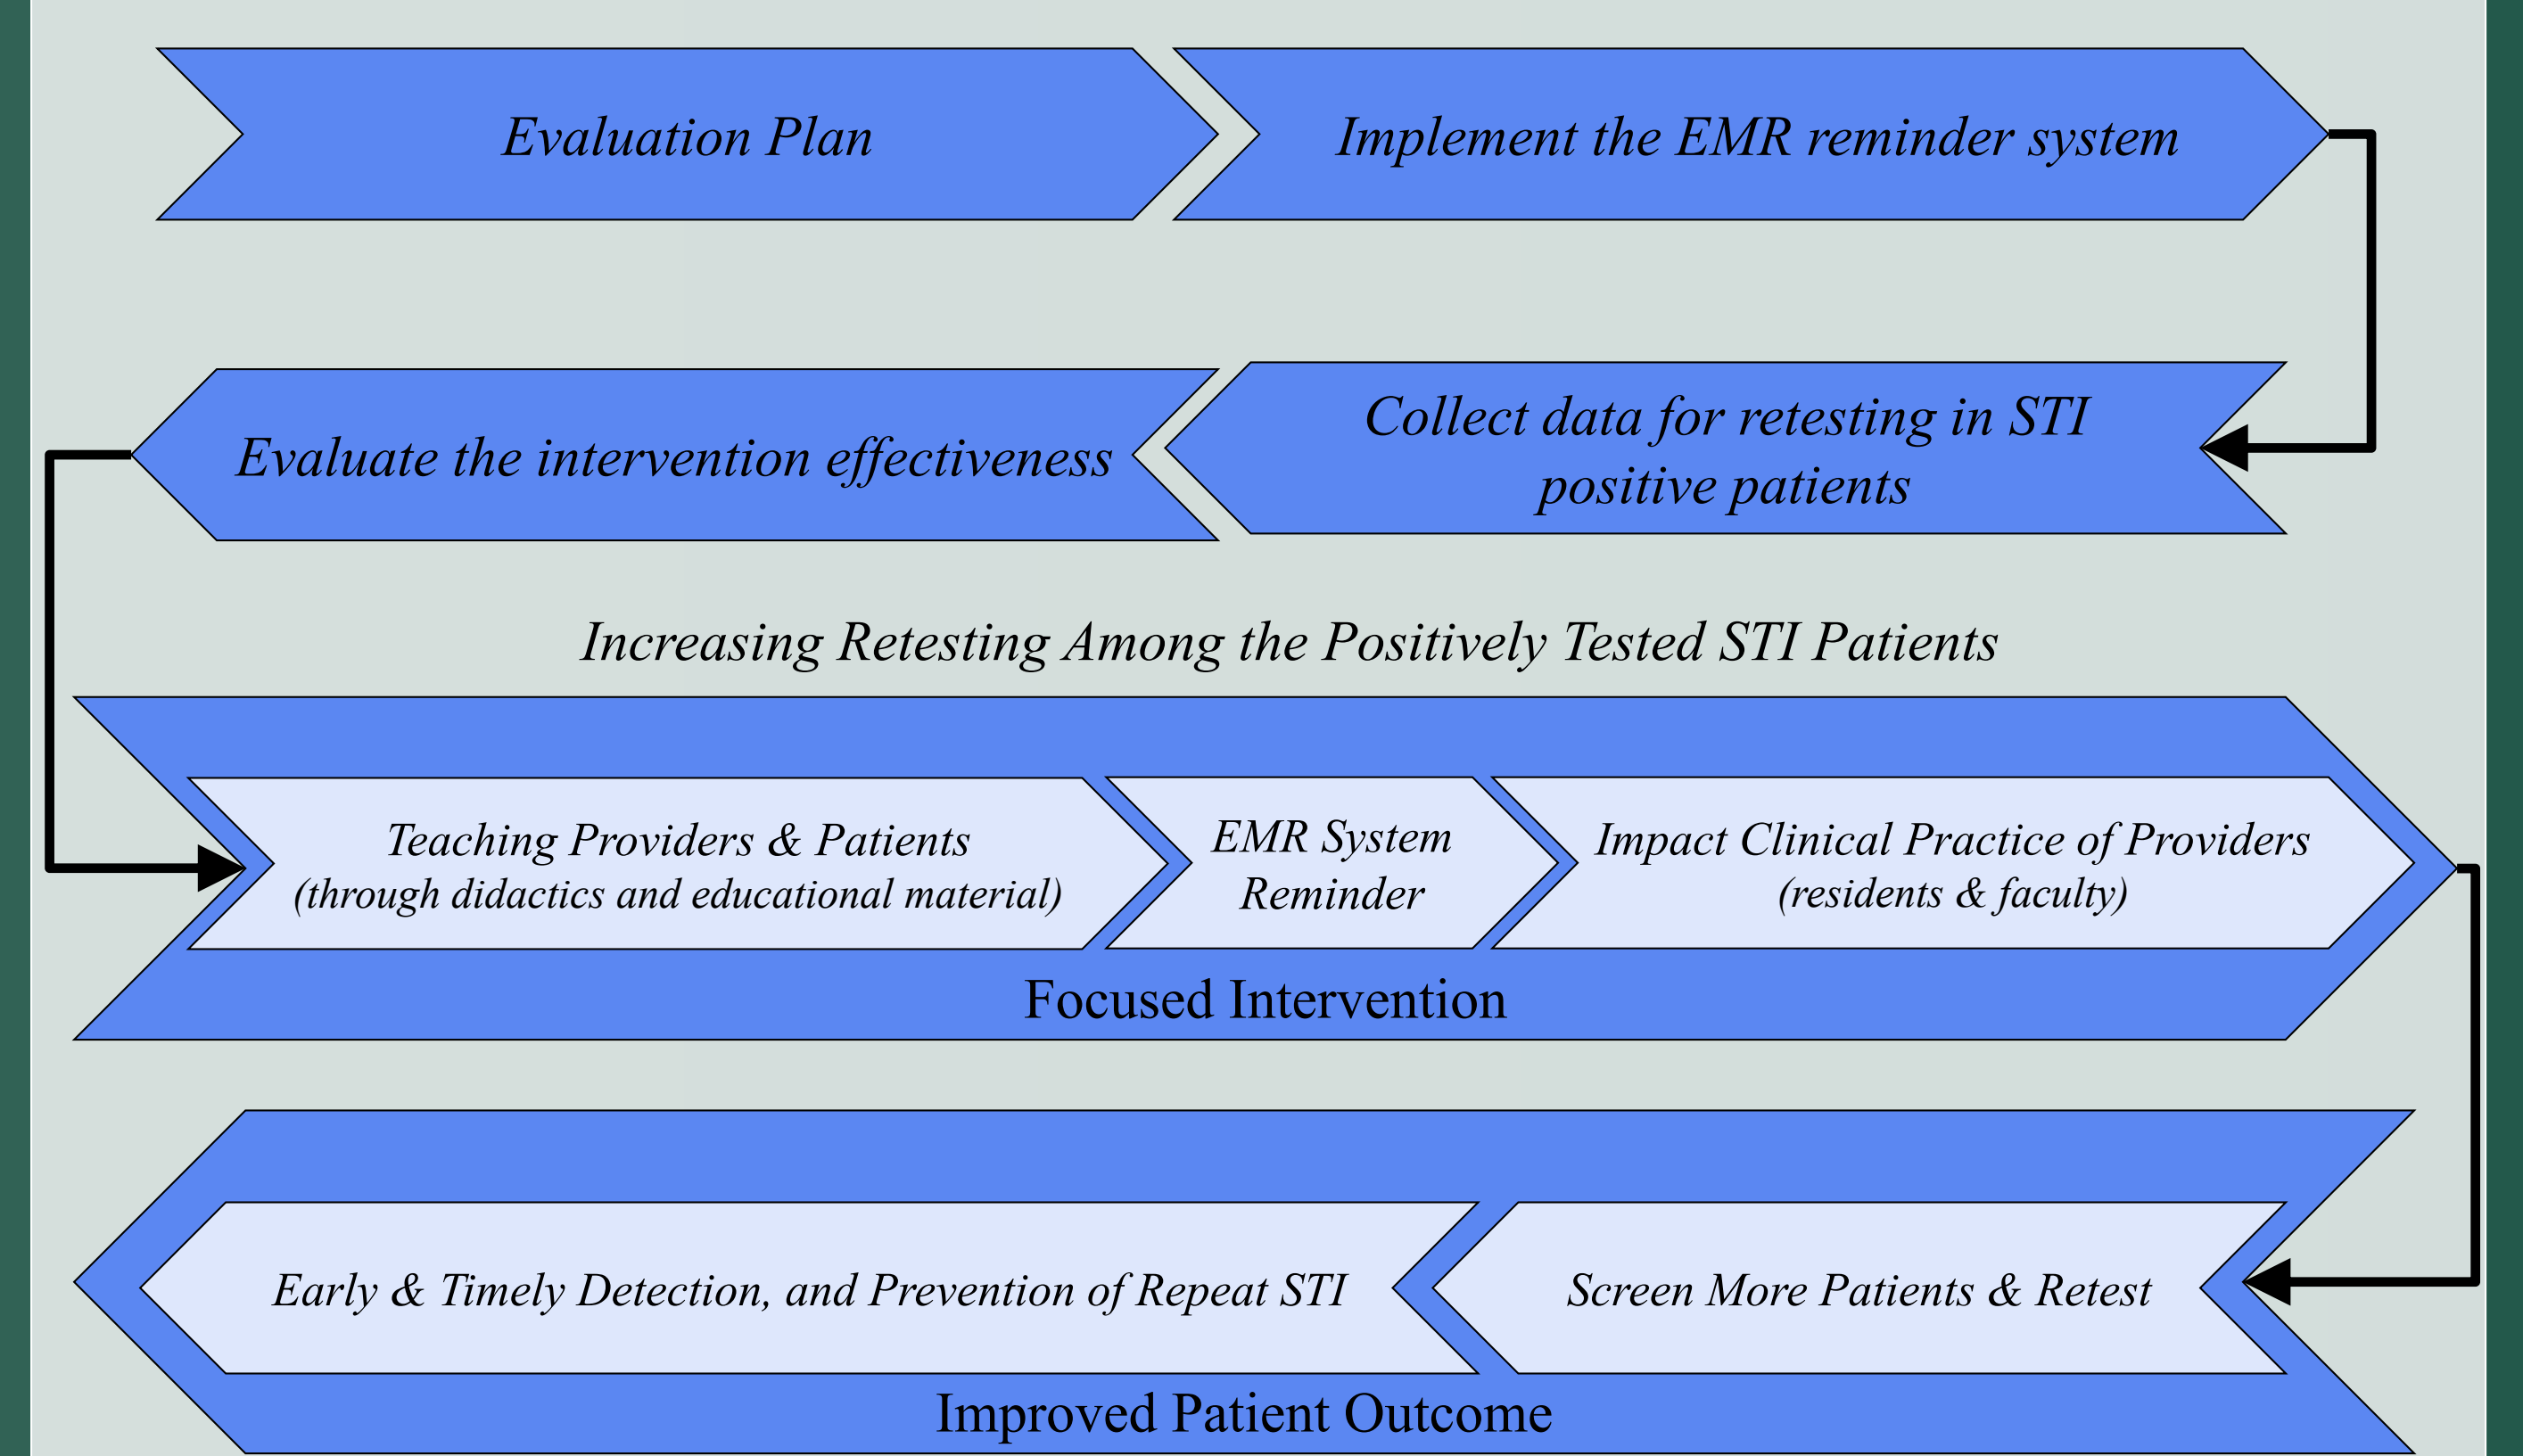 Evaluation Plan
Implement the EMR reminder system
Collect data for retesting in STI
positive patients
Evaluate the intervention effectiveness
Increasing Retesting Among the Positively Tested STI Patients
Teaching Providers & Patients
(through didactics and educational material)
EMR System
Reminder
Impact Clinical Practice of Providers
(residents & faculty)
Focused Intervention
Screen More Patients & Retest
Early & Timely Detection, and Prevention of Repeat STI
Improved Patient Outcome